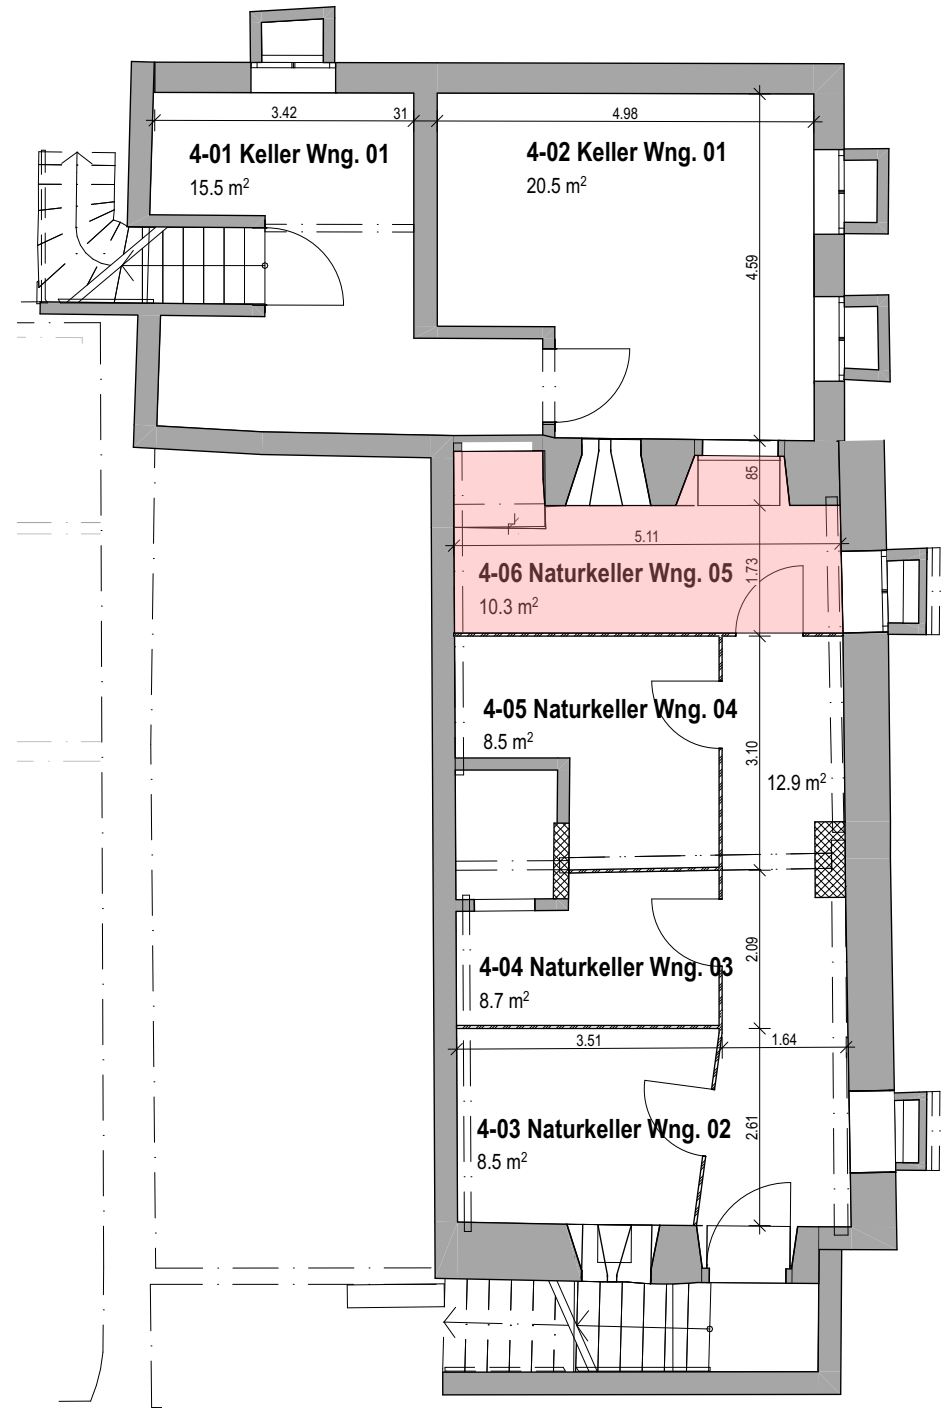 3.42
31
4.98
4-01 Keller Wng. 01
15.5 m²
4-02 Keller Wng. 01
20.5 m²
4.59
85
5.11
4-06 Naturkeller Wng. 05
10.3 m²
1.73
4-05 Naturkeller Wng. 04
8.5 m²
3.10
12.9 m²
2.09
4-04 Naturkeller Wng. 03
8.7 m²
3.51
1.64
4-03 Naturkeller Wng. 02
8.5 m²
2.61